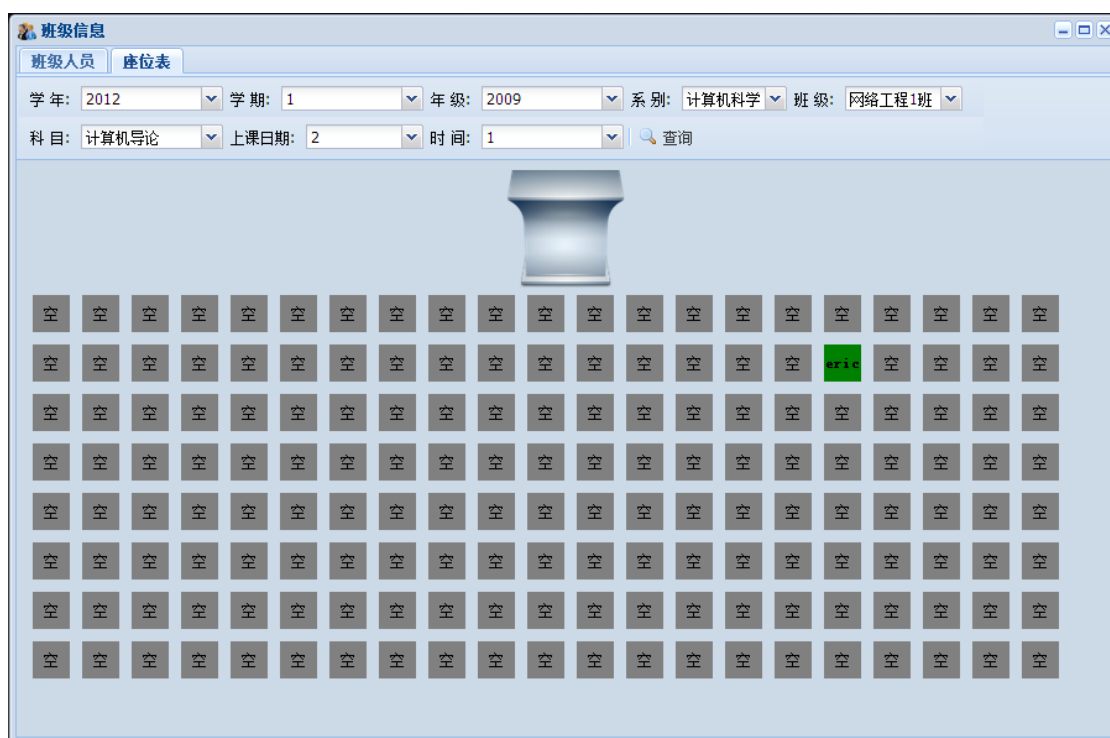 班级信息
班级人员 座位表
学 年: 2012 学 期: 1 年 级: 2009 系 别: 计算机科学 班 级: 网络工程1班
科 目: 计算机导论 上课日期: 2 时 间: 1 查询
空 空 空 空 空 空 空 空 空 空 空 空 空 空 空 空 空 空 空 空 空
空 空 空 空 空 空 空 空 空 空 空 空 空 空 空 空 eric 空 空 空 空
空 空 空 空 空 空 空 空 空 空 空 空 空 空 空 空 空 空 空 空 空
空 空 空 空 空 空 空 空 空 空 空 空 空 空 空 空 空 空 空 空 空
空 空 空 空 空 空 空 空 空 空 空 空 空 空 空 空 空 空 空 空 空
空 空 空 空 空 空 空 空 空 空 空 空 空 空 空 空 空 空 空 空 空
空 空 空 空 空 空 空 空 空 空 空 空 空 空 空 空 空 空 空 空 空
空 空 空 空 空 空 空 空 空 空 空 空 空 空 空 空 空 空 空 空 空